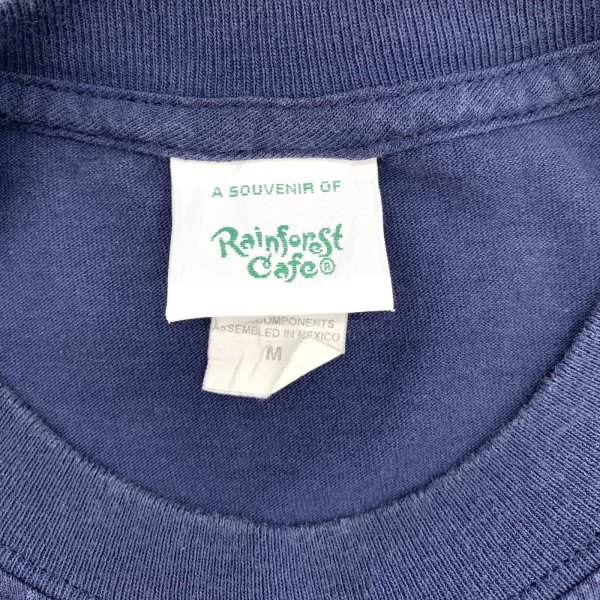 A SOUVENIR OF
Rainforest
Cafe®
COMPONENTS
ASSEMBLED IN MEXICO
M